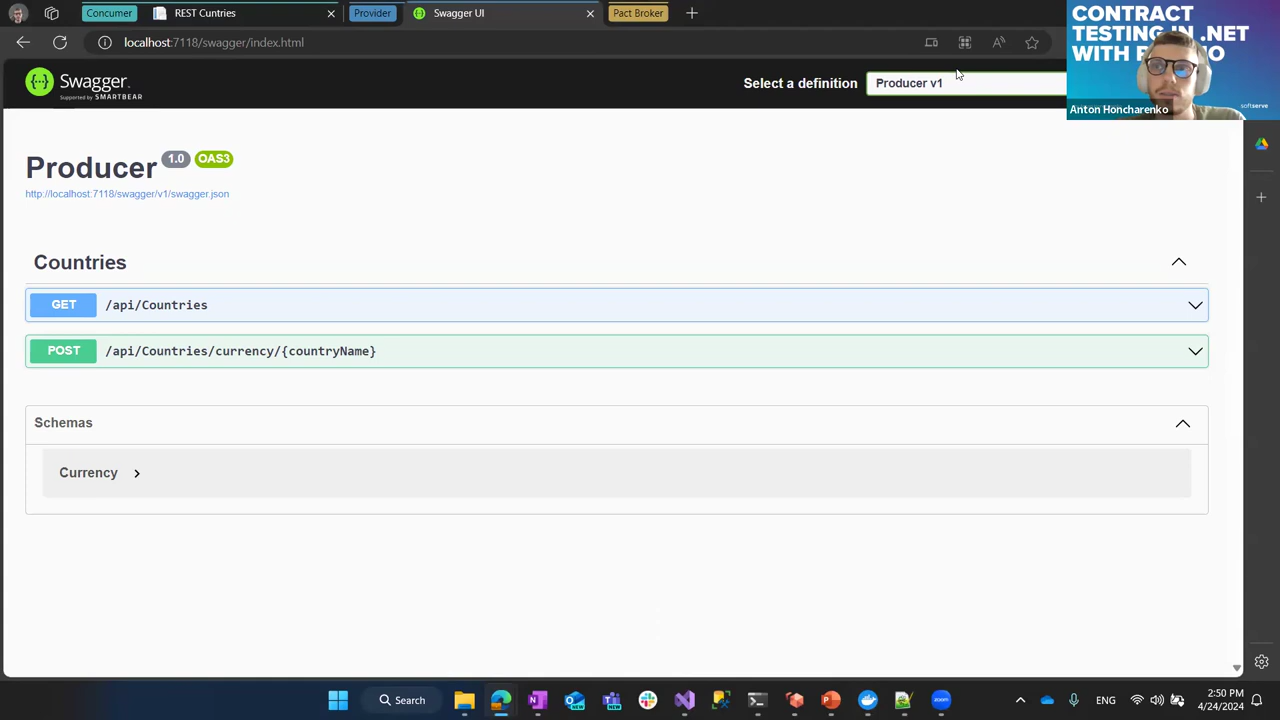 Concumer
REST Cuntries
Provider
Swagger UI
Pact Broker
localhost:7118/swagger/index.html
CONTRACT
TESTING IN .NET
Anton Honcharenko
softserve
Swagger
Supported by SMARTBEAR
Select a definition
Producer v1
Producer 1.0 OAS3
http://localhost:7118/swagger/v1/swagger.json
Countries
GET /api/Countries
POST /api/Countries/currency/{countryName}
Schemas
Currency
Search
ENG
2:50 PM
4/24/2024